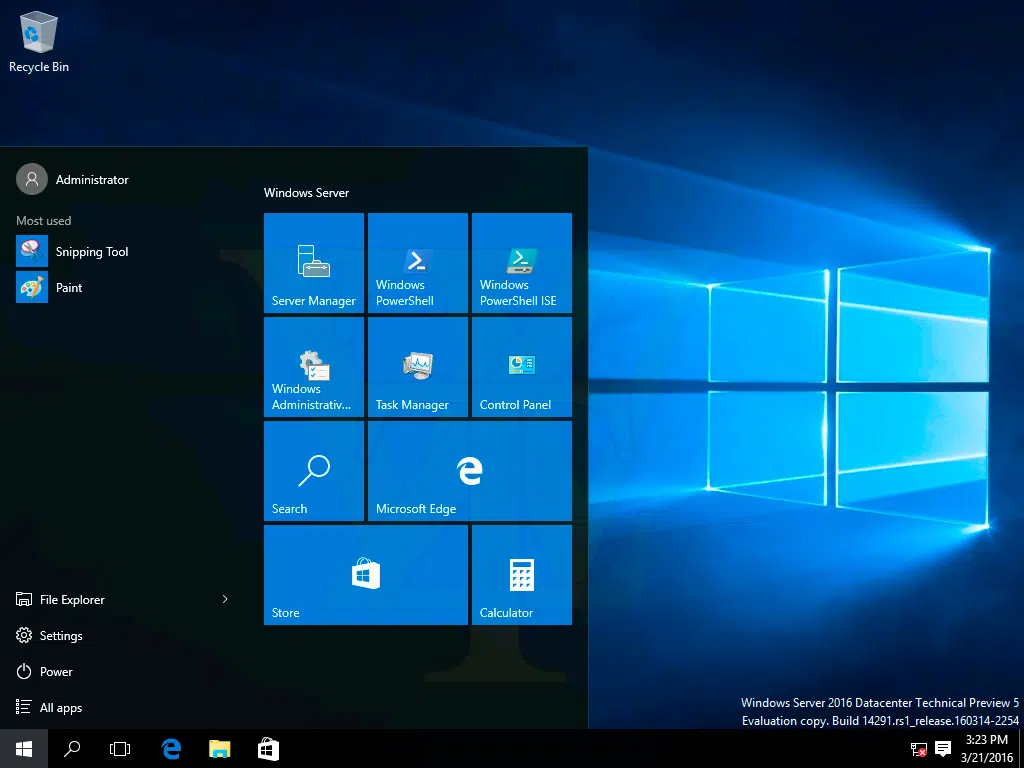 Recycle Bin
Administrator
Most used
Snipping Tool
Paint
File Explorer
Settings
Power
All apps
Windows Server
Server Manager
Windows
PowerShell
Windows
PowerShell ISE
Windows
Administrativ...
Task Manager
Control Panel
Search
Microsoft Edge
Store
Calculator
Windows Server 2016 Datacenter Technical Preview 5
Evaluation copy. Build 14291.rs1_release.160314-2254
3:23 PM
3/21/2016